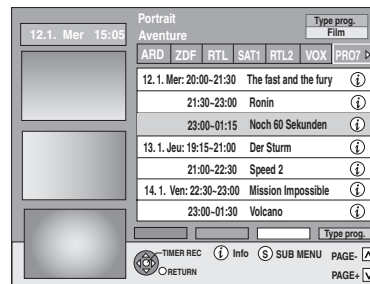 12.1. Mer 15:05
Portrait
Aventure
Type prog.
Film
ARD ZDF RTL SAT1 RTL2 VOX PRO7
12. 1. Mer: 20:00~21:30 The fast and the fury i
21:30~23:00 Ronin i
23:00~01:15 Noch 60 Sekunden i
13. 1. Jeu: 19:15~21:00 Der Sturm i
21:00~22:30 Speed 2 i
14. 1. Ven: 22:30~23:00 Mission Impossible i
23:00~01:30 Volcano i
Type prog.
TIMER REC i Info S SUB MENU PAGE-
RETURN PAGE+